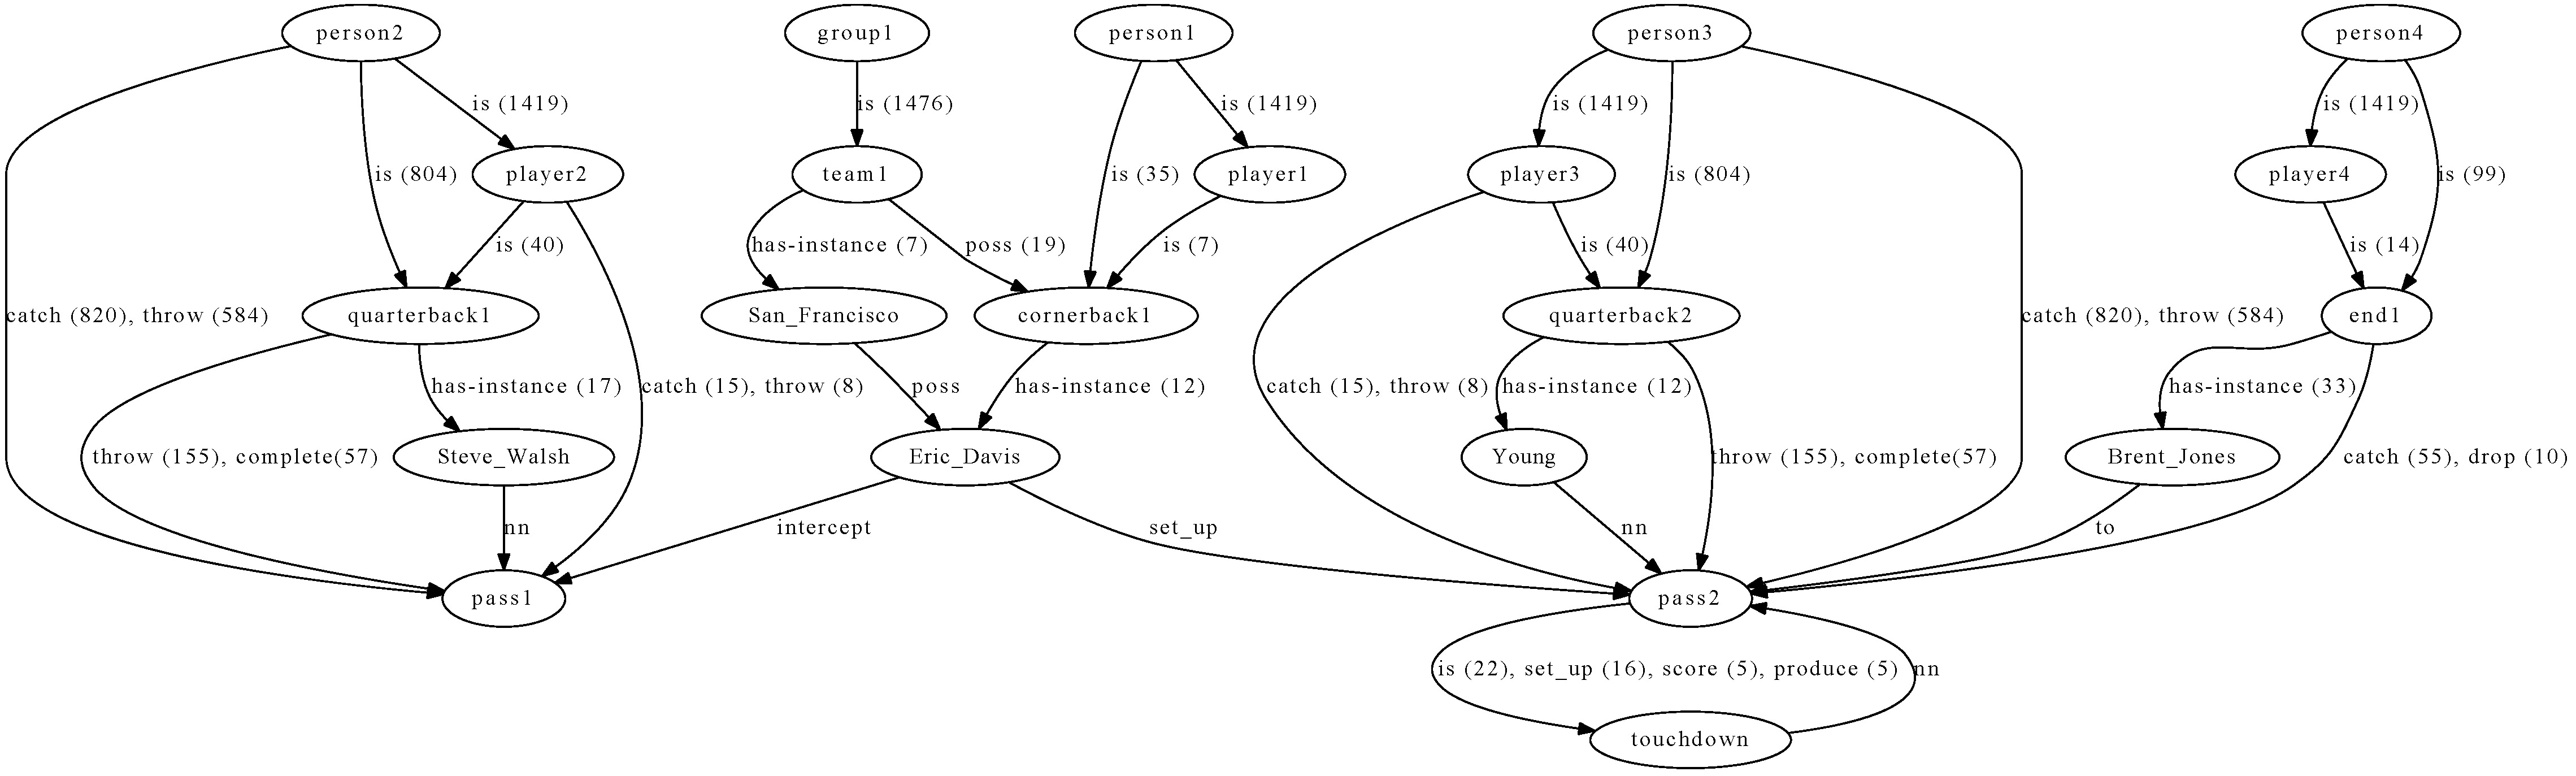 person2 group1 person1 person3 person4
is (1419) is (1476) is (1419) is (1419) is (1419)
is (804) player2 team1 is (35) player1 player3 is (804) player4 is (99)
is (40) has-instance (7) poss (19) is (7) is (40) is (14)
catch (820), throw (584) quarterback1 San_Francisco cornerback1 quarterback2 catch (820), throw (584) end1
has-instance (17) catch (15), throw (8) poss has-instance (12) catch (15), throw (8) has-instance (12) has-instance (33)
throw (155), complete(57) Steve_Walsh Eric_Davis Young throw (155), complete(57) Brent_Jones catch (55), drop (10)
nn intercept set_up nn to
pass1 pass2
is (22), set_up (16), score (5), produce (5) nn
touchdown